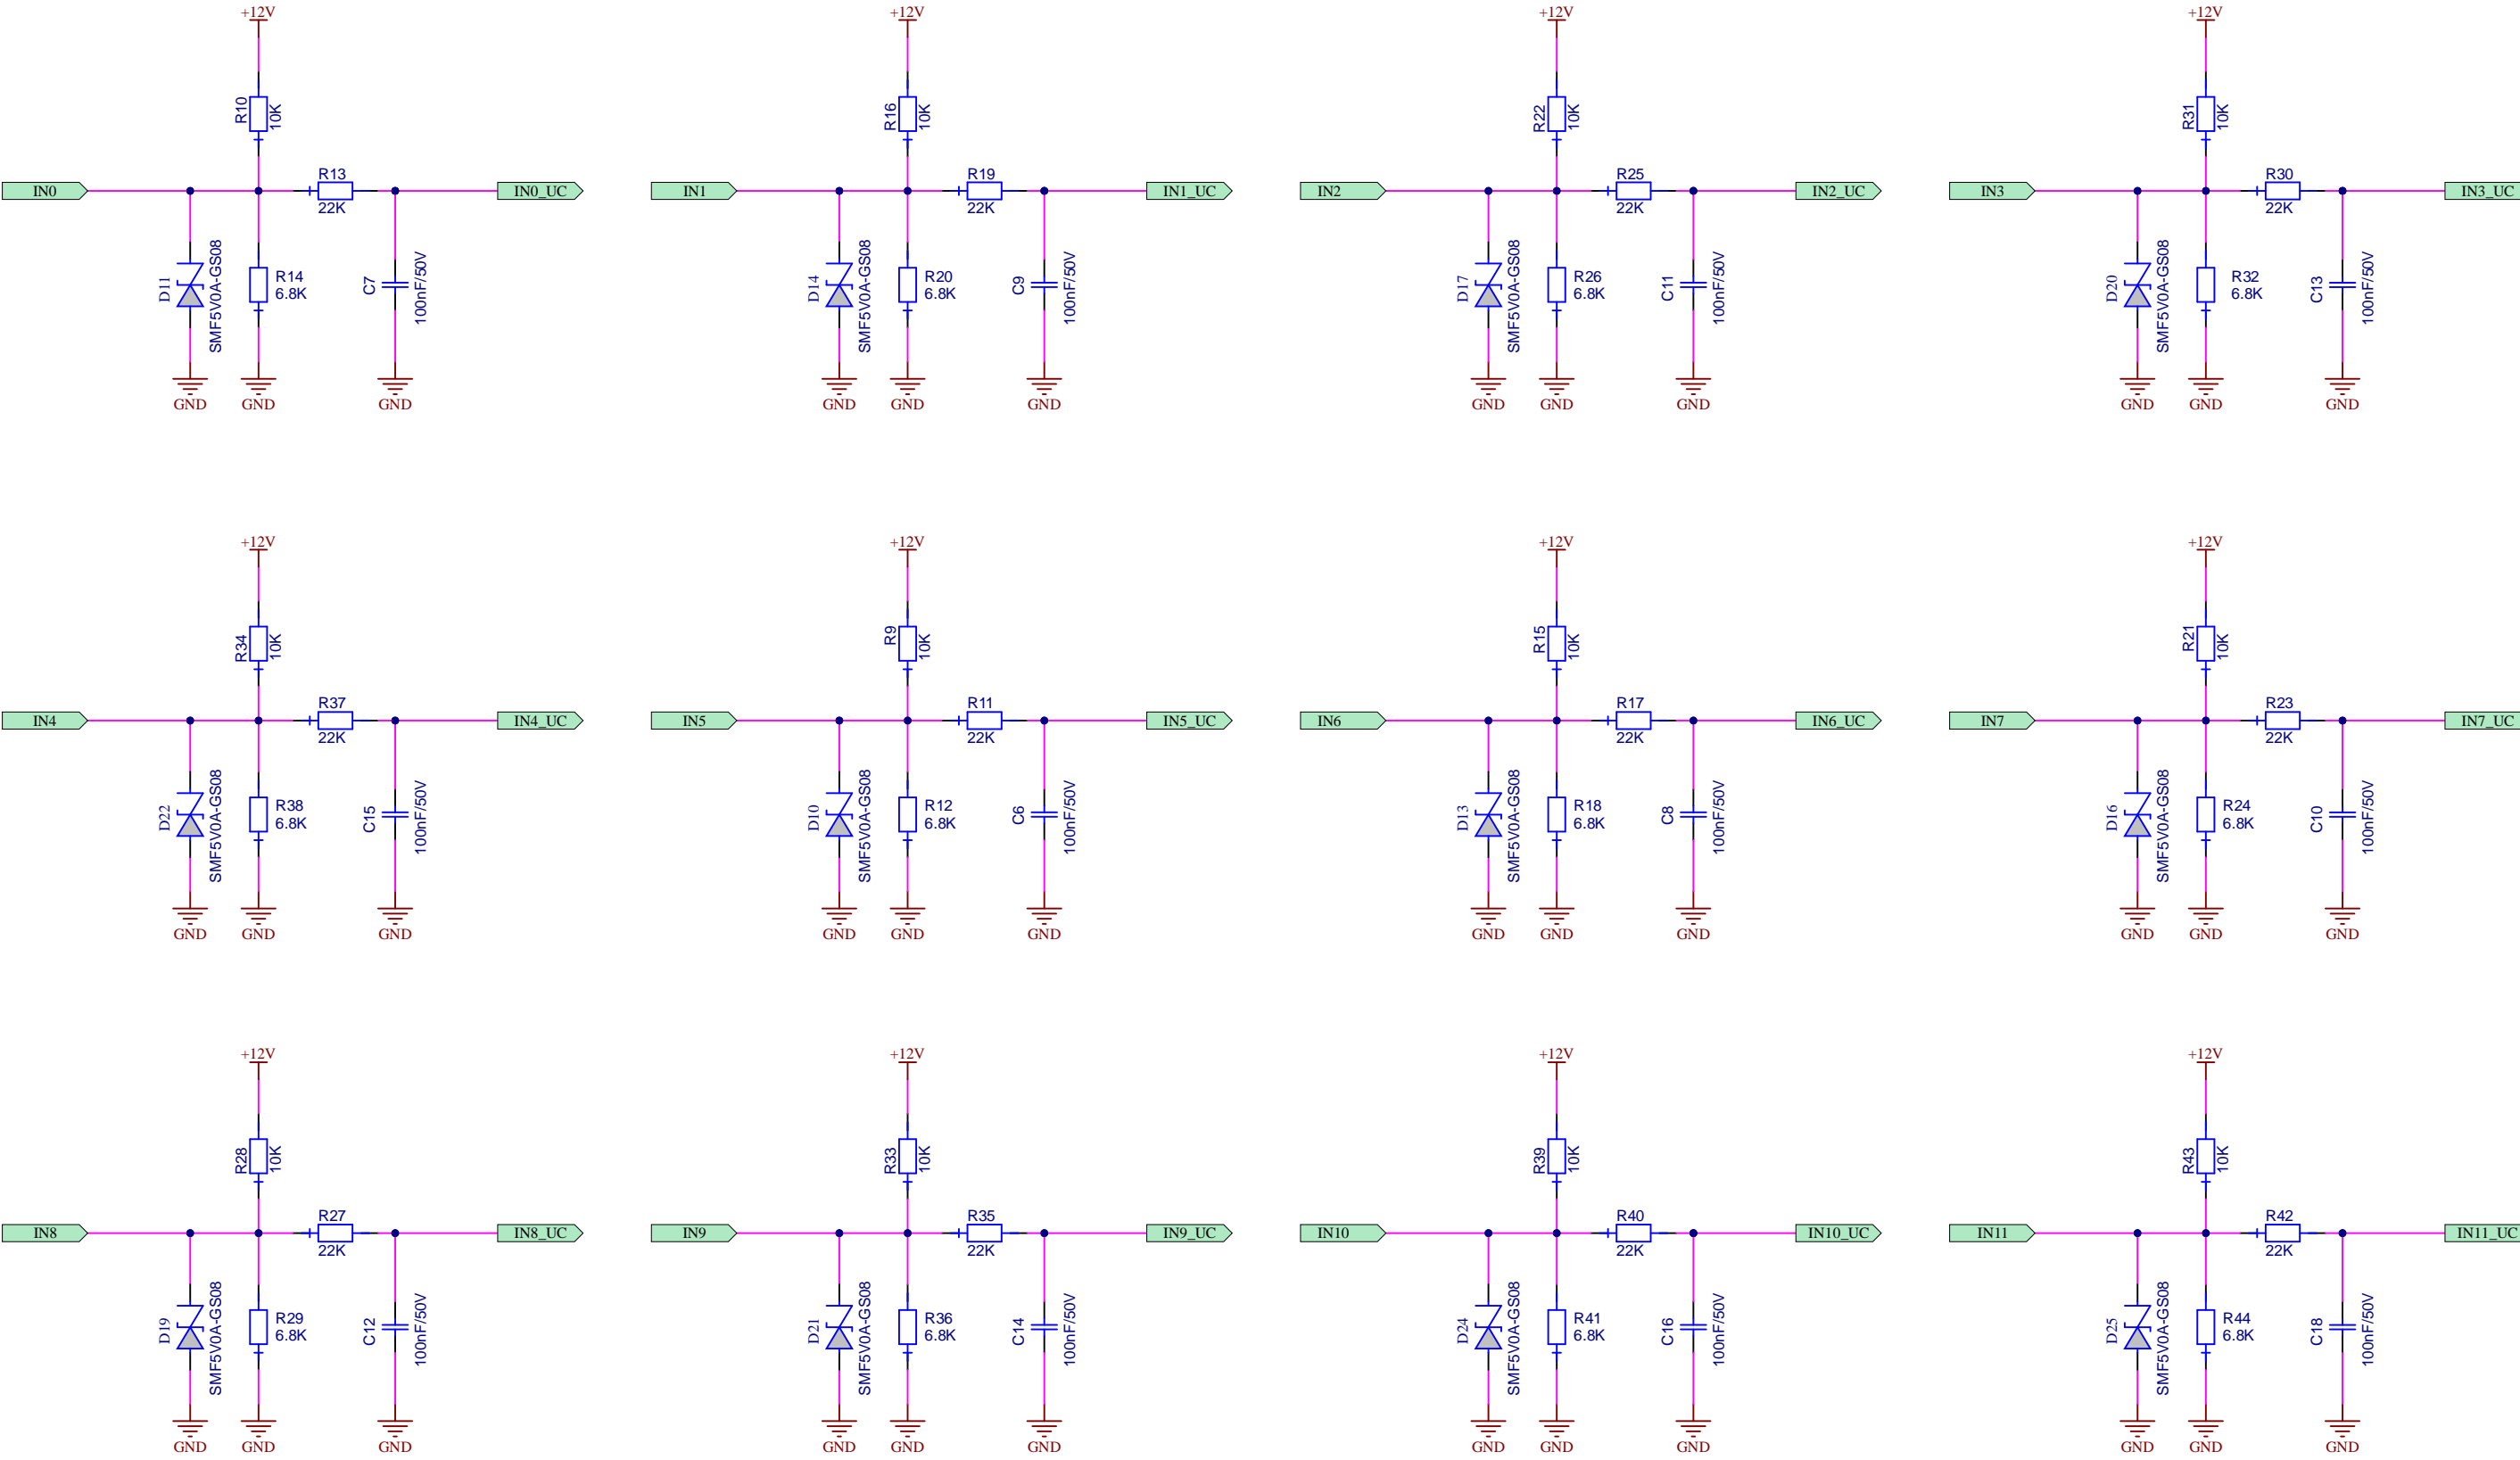 +12V
R10
10K
IN0
R13
22K
IN0_UC
D11
SMF5V0A-GS08
R14
6.8K
C7
100nF/50V
GND
GND
GND
+12V
R16
10K
IN1
R19
22K
IN1_UC
D14
SMF5V0A-GS08
R20
6.8K
C9
100nF/50V
GND
GND
GND
+12V
R22
10K
IN2
R25
22K
IN2_UC
D17
SMF5V0A-GS08
R26
6.8K
C11
100nF/50V
GND
GND
GND
+12V
R31
10K
IN3
R30
22K
IN3_UC
D20
SMF5V0A-GS08
R32
6.8K
C13
100nF/50V
GND
GND
GND
+12V
R34
10K
IN4
R37
22K
IN4_UC
D22
SMF5V0A-GS08
R38
6.8K
C15
100nF/50V
GND
GND
GND
+12V
R9
10K
IN5
R11
22K
IN5_UC
D10
SMF5V0A-GS08
R12
6.8K
C6
100nF/50V
GND
GND
GND
+12V
R15
10K
IN6
R17
22K
IN6_UC
D13
SMF5V0A-GS08
R18
6.8K
C8
100nF/50V
GND
GND
GND
+12V
R21
10K
IN7
R23
22K
IN7_UC
D16
SMF5V0A-GS08
R24
6.8K
C10
100nF/50V
GND
GND
GND
+12V
R28
10K
IN8
R27
22K
IN8_UC
D19
SMF5V0A-GS08
R29
6.8K
C12
100nF/50V
GND
GND
GND
+12V
R33
10K
IN9
R35
22K
IN9_UC
D21
SMF5V0A-GS08
R36
6.8K
C14
100nF/50V
GND
GND
GND
+12V
R39
10K
IN10
R40
22K
IN10_UC
D24
SMF5V0A-GS08
R41
6.8K
C16
100nF/50V
GND
GND
GND
+12V
R43
10K
IN11
R42
22K
IN11_UC
D25
SMF5V0A-GS08
R44
6.8K
C18
100nF/50V
GND
GND
GND